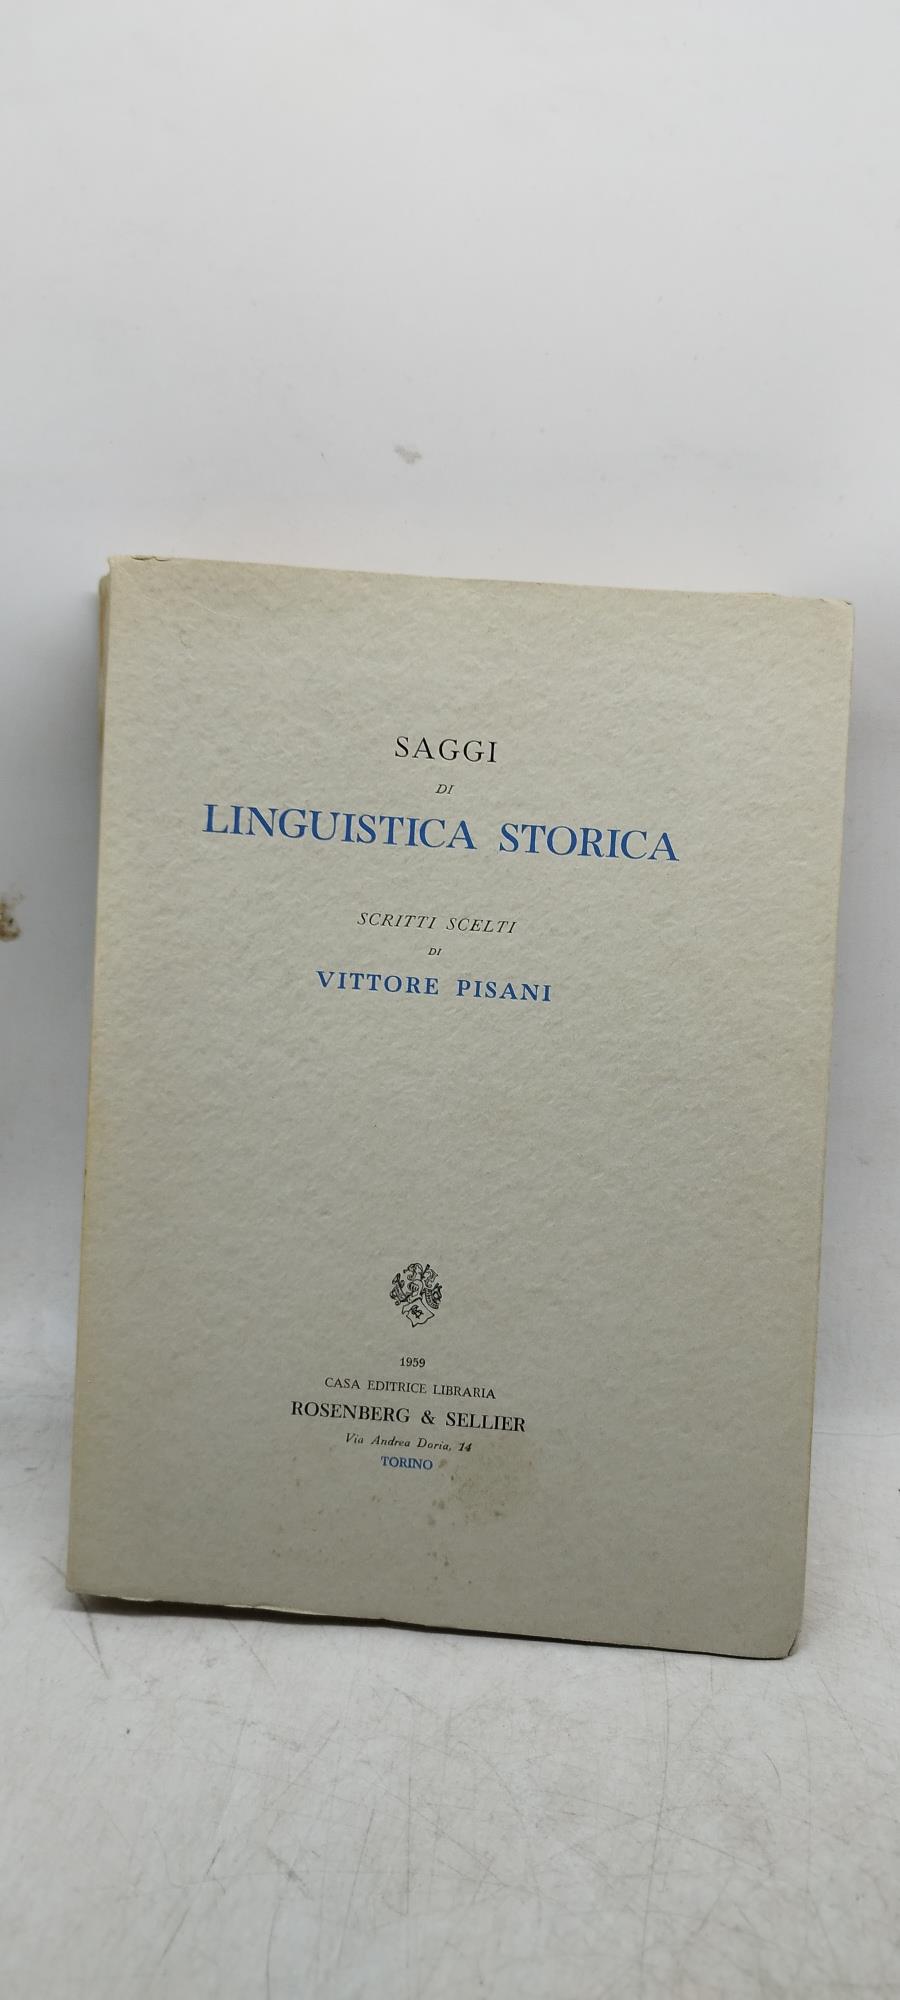 SAGGI
DI
LINGUISTICA STORICA
SCRITTI SCELTI
DI
VITTORE PISANI
1959
CASA EDITRICE LIBRARIA
ROSENBERG & SELLIER
Via Andrea Doria, 14
TORINO